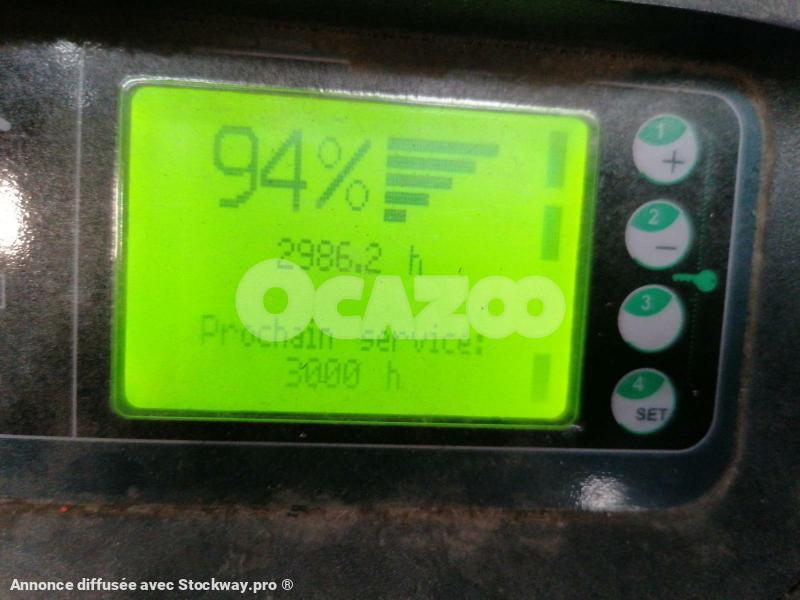 94%
2986.2 h
OCAZOO
Prochain service:
3000 h
1
+
2
−
3
4
SET
Annonce diffusée avec Stockway.pro ®